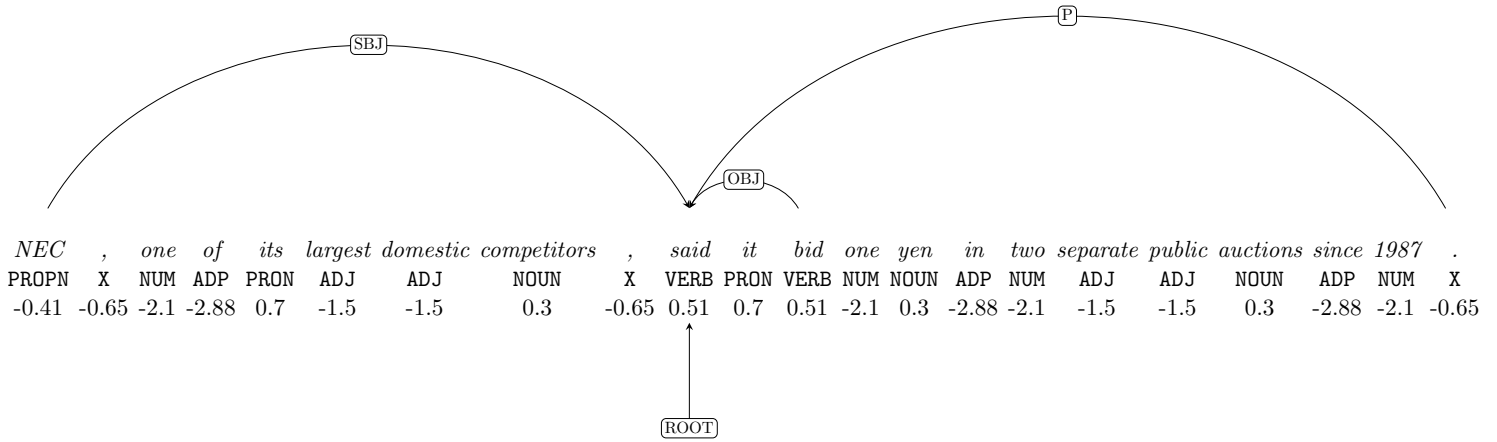 SBJ
P
OBJ
NEC , one of its largest domestic competitors , said it bid one yen in two separate public auctions since 1987 .
PROPN X NUM ADP PRON ADJ ADJ NOUN X VERB PRON VERB NUM NOUN ADP NUM ADJ ADJ NOUN ADP NUM X
-0.41 -0.65 -2.1 -2.88 0.7 -1.5 -1.5 0.3 -0.65 0.51 0.7 0.51 -2.1 0.3 -2.88 -2.1 -1.5 -1.5 0.3 -2.88 -2.1 -0.65
ROOT